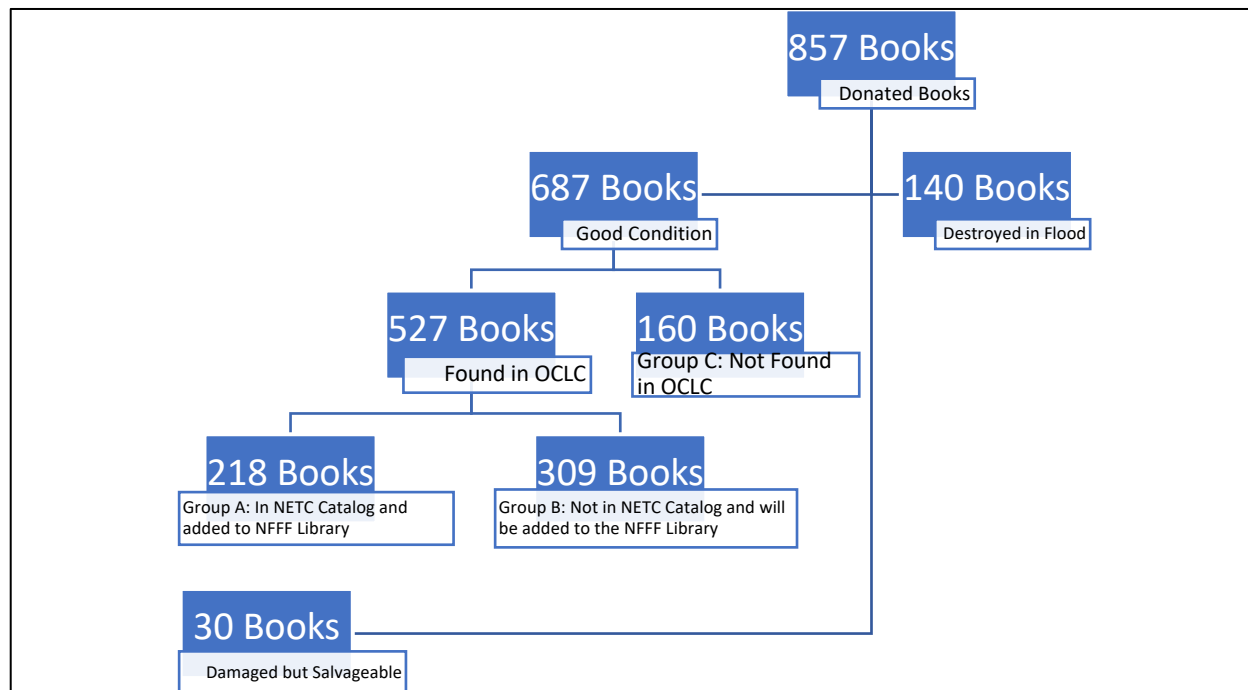 857 Books
Donated Books
687 Books
Good Condition
140 Books
Destroyed in Flood
527 Books
Found in OCLC
160 Books
Group C: Not Found
in OCLC
218 Books
Group A: In NETC Catalog and
added to NFFF Library
309 Books
Group B: Not in NETC Catalog and will
be added to the NFFF Library
30 Books
Damaged but Salvageable